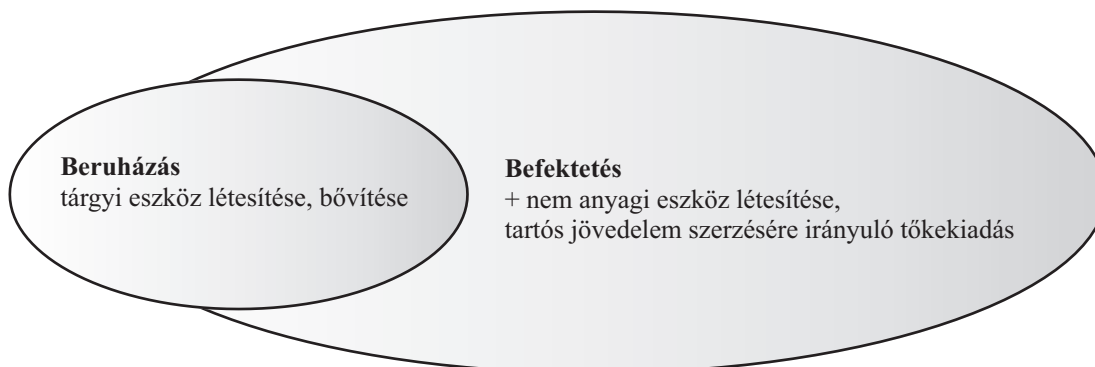 Beruházás
tárgyi eszköz létesítése, bővítése
Befektetés
+ nem anyagi eszköz létesítése,
tartós jövedelem szerzésére irányuló tőkekiadás